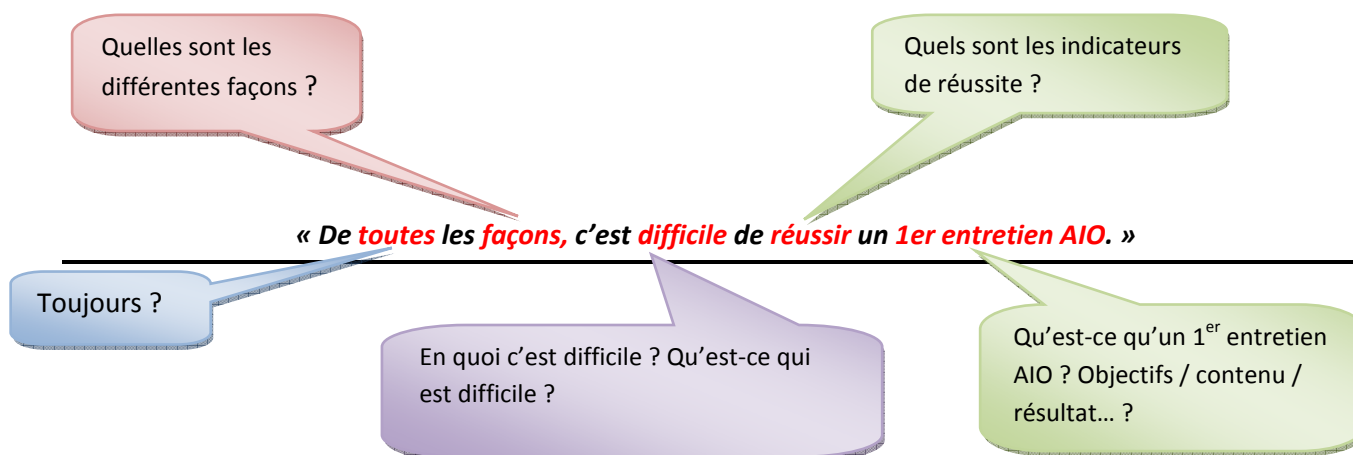 Quelles sont les
différentes façons ?
Quels sont les indicateurs
de réussite ?
« De toutes les façons, c’est difficile de réussir un 1er entretien AIO. »
Toujours ?
En quoi c’est difficile ? Qu’est-ce qui
est difficile ?
Qu’est-ce qu’un 1er entretien
AIO ? Objectifs / contenu /
résultat… ?